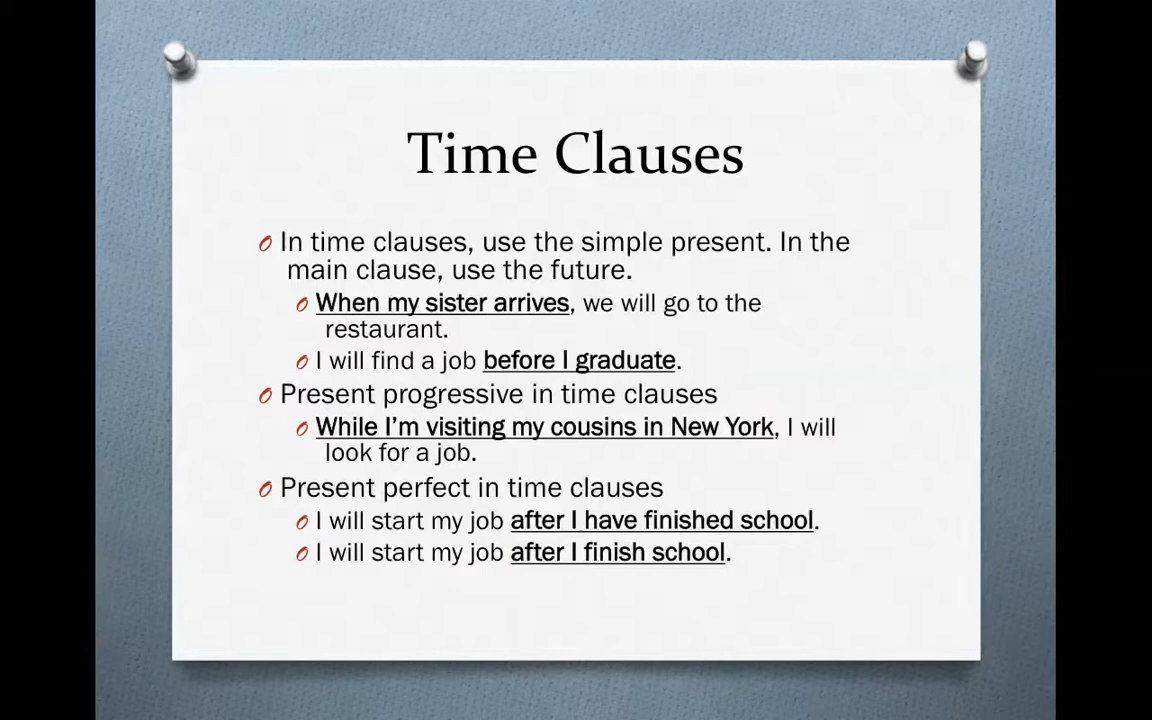 Time Clauses
In time clauses, use the simple present. In the
main clause, use the future.
When my sister arrives, we will go to the
restaurant.
I will find a job before I graduate.
Present progressive in time clauses
While I’m visiting my cousins in New York, I will
look for a job.
Present perfect in time clauses
I will start my job after I have finished school.
I will start my job after I finish school.